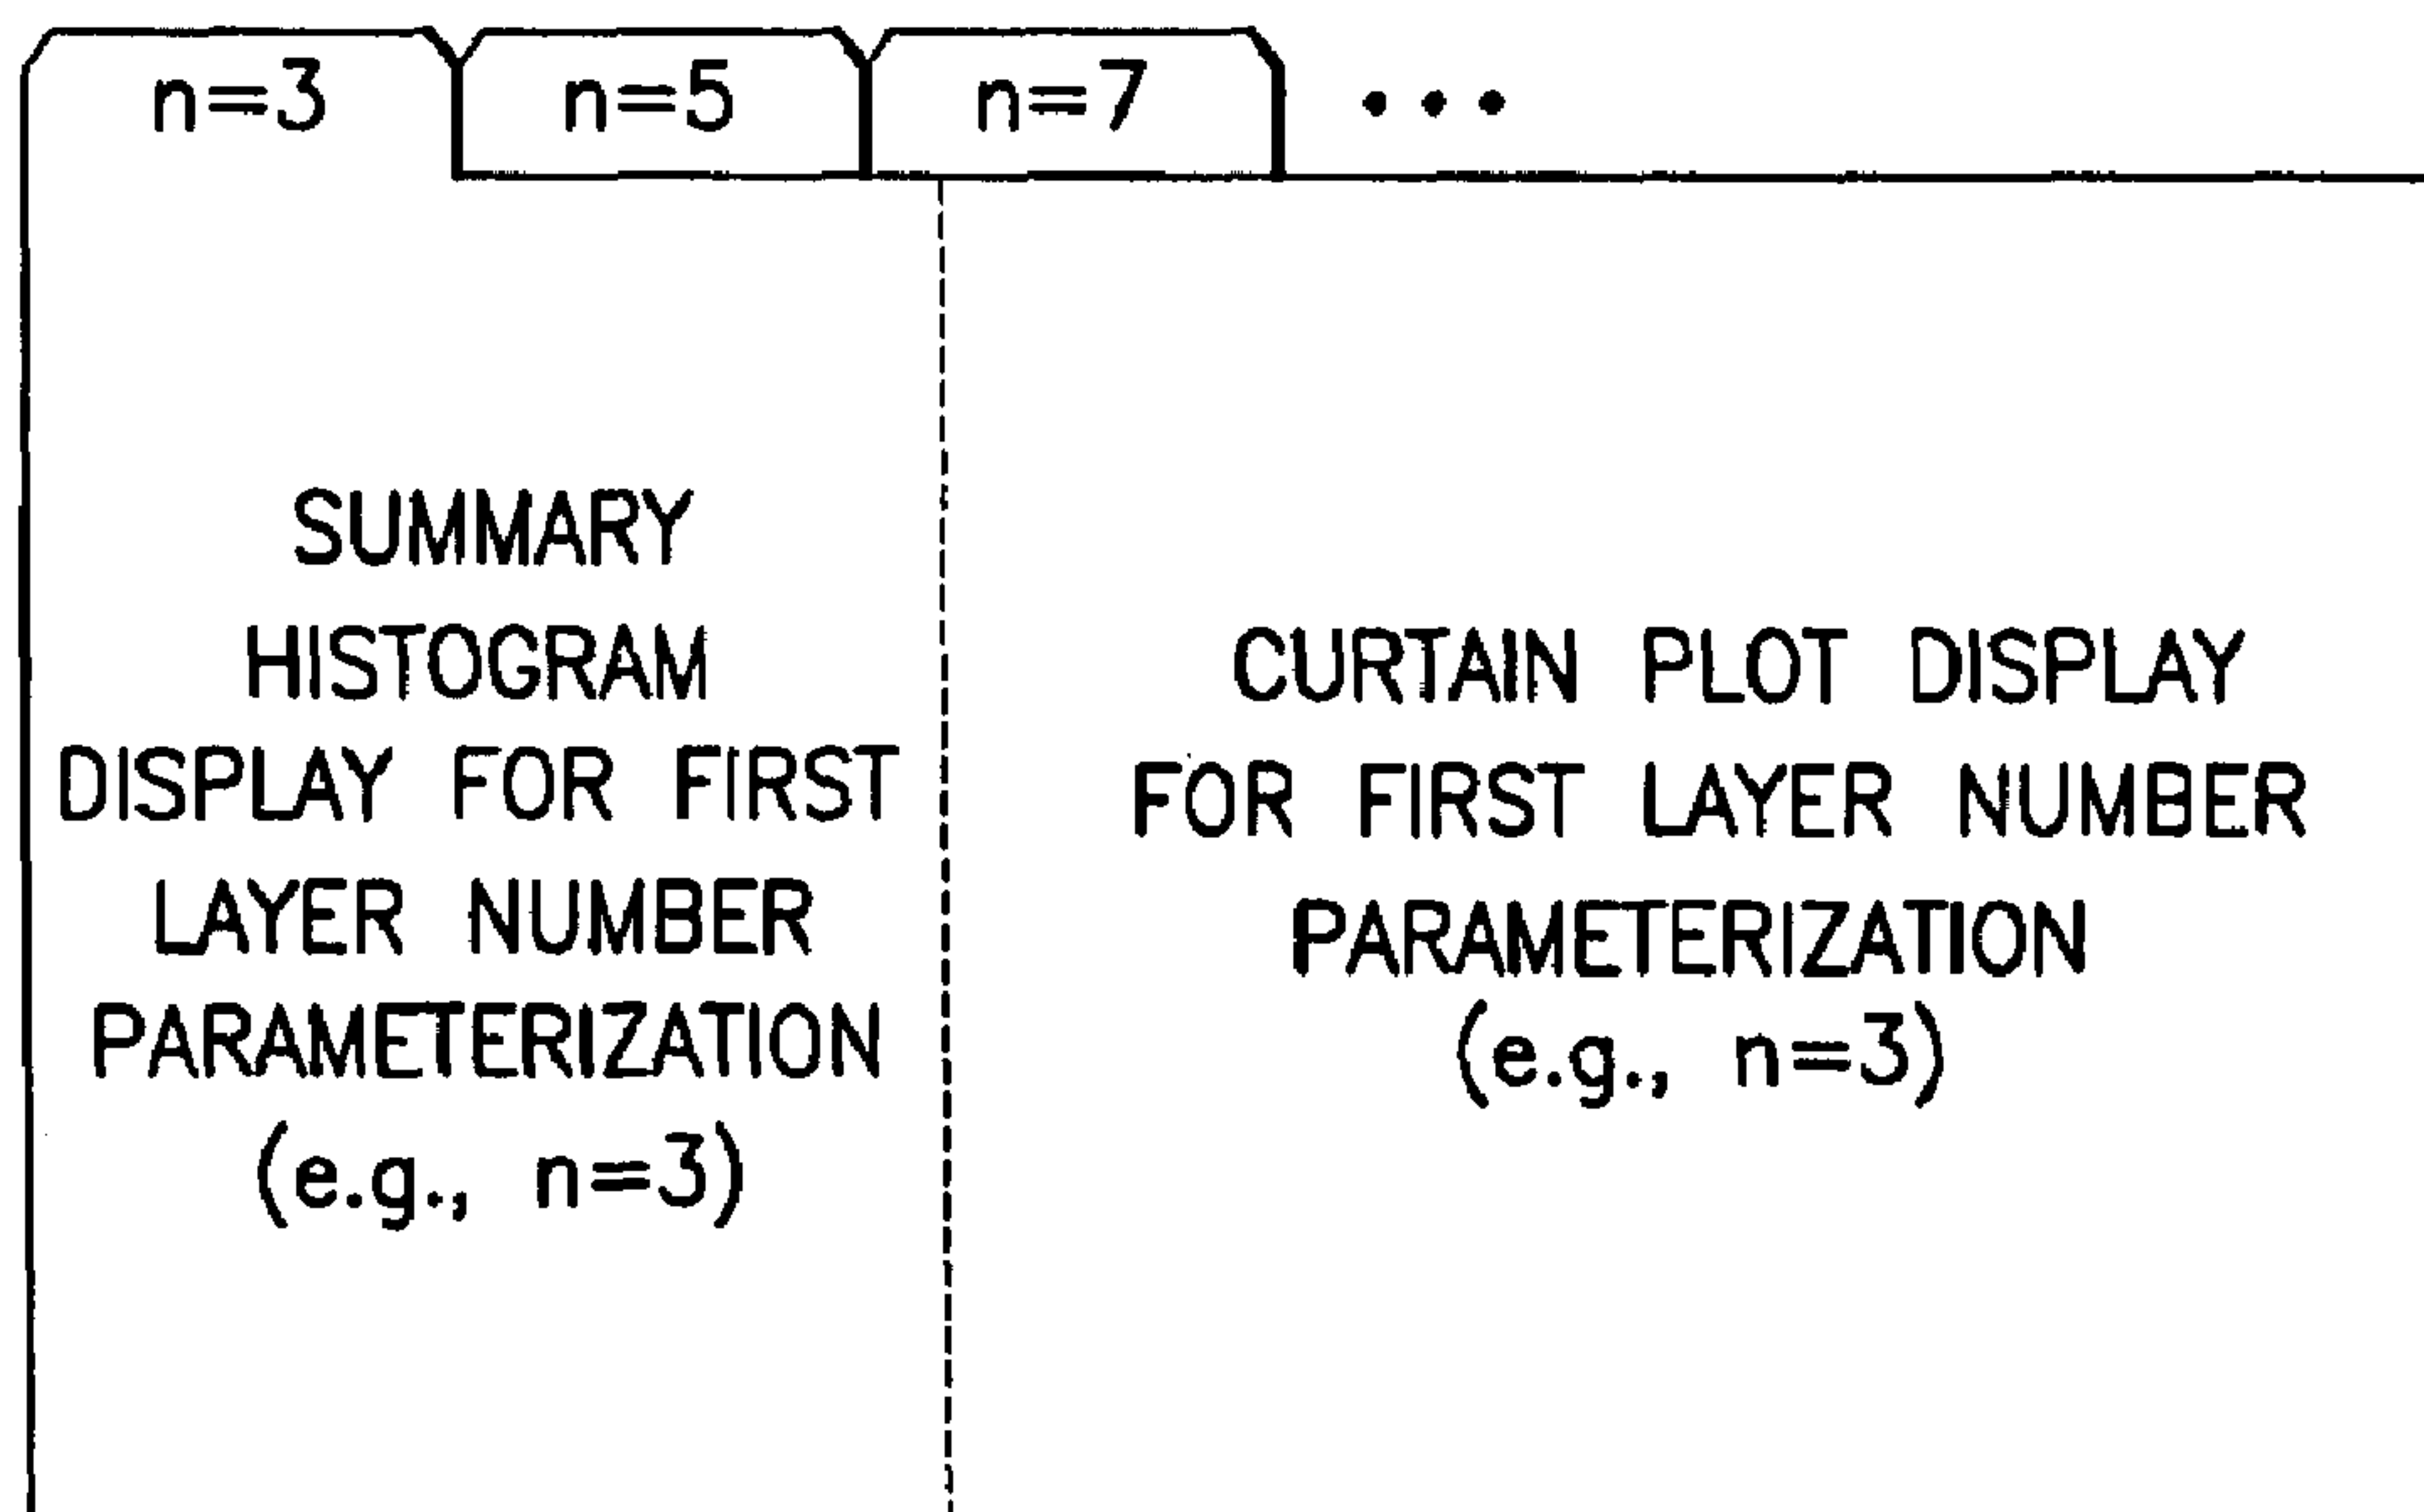 n=3 n=5 n=7 •••
SUMMARY
HISTOGRAM
DISPLAY FOR FIRST
LAYER NUMBER
PARAMETERIZATION
(e.g., n=3)
CURTAIN PLOT DISPLAY
FOR FIRST LAYER NUMBER
PARAMETERIZATION
(e.g., n=3)